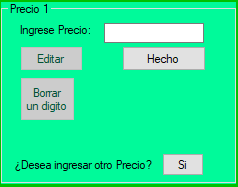 Precio 1
Ingrese Precio:
Editar Hecho
Borrar
un digito
¿Desea ingresar otro Precio? Si